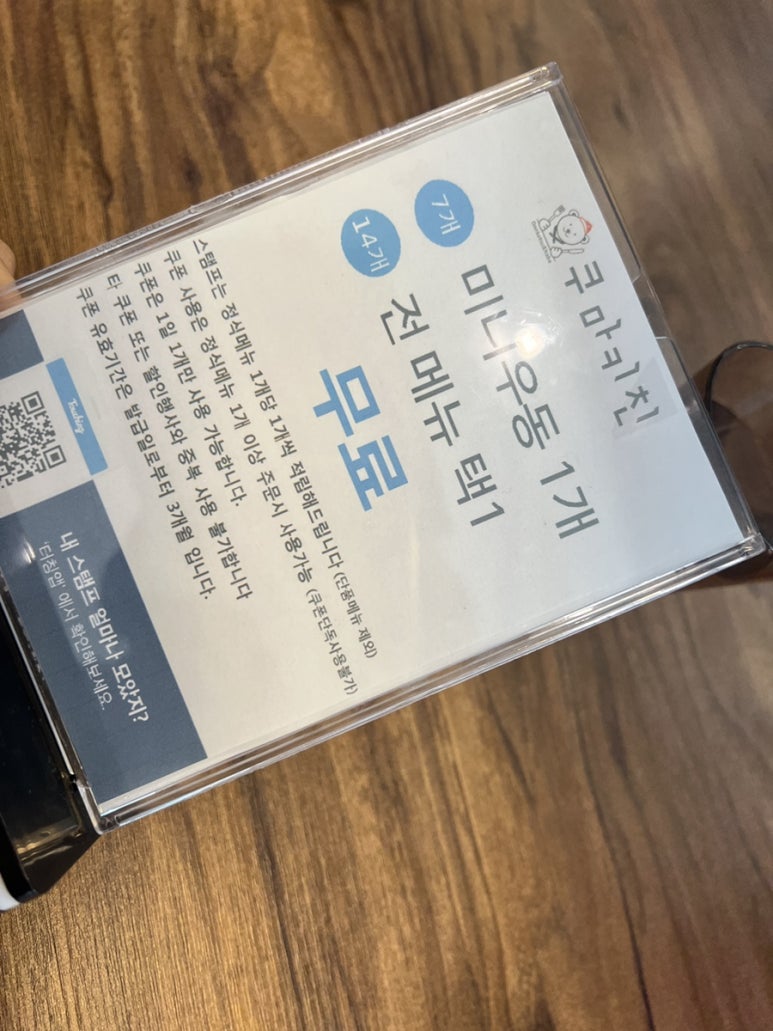 쿠마키친
7개 미니우동 1개
14개 전 메뉴 택1
무료
스탬프는 정식메뉴 1개당 1개씩 적립해드립니다 (단품메뉴 제외)
쿠폰 사용은 정식메뉴 1개 이상 주문시 사용가능 (쿠폰단독사용불가)
쿠폰은 1일 1개만 사용 가능합니다.
타 쿠폰 또는 할인행사와 중복 사용 불가합니다
쿠폰 유효기간은 발급일로부터 3개월 입니다.
Touching
내 스탬프 얼마나 모았지?
'터칭앱' 에서 확인해보세요.